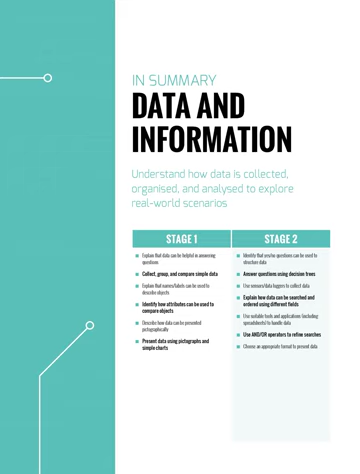 IN SUMMARY
DATA AND
INFORMATION
Understand how data is collected,
organised, and analysed to explore
real-world scenarios
STAGE 1
Explain that data can be helpful in answering
questions
Collect, group, and compare simple data
Explain that names/labels can be used to
describe objects
Identify how attributes can be used to
compare objects
Describe how data can be presented
pictographically
Present data using pictographs and
simple charts
STAGE 2
Identify that yes/no questions can be used to
structure data
Answer questions using decision trees
Use sensors/data loggers to collect data
Explain how data can be searched and
ordered using different fields
Use suitable tools and applications (including
spreadsheets) to handle data
Use AND/OR operators to refine searches
Choose an appropriate format to present data